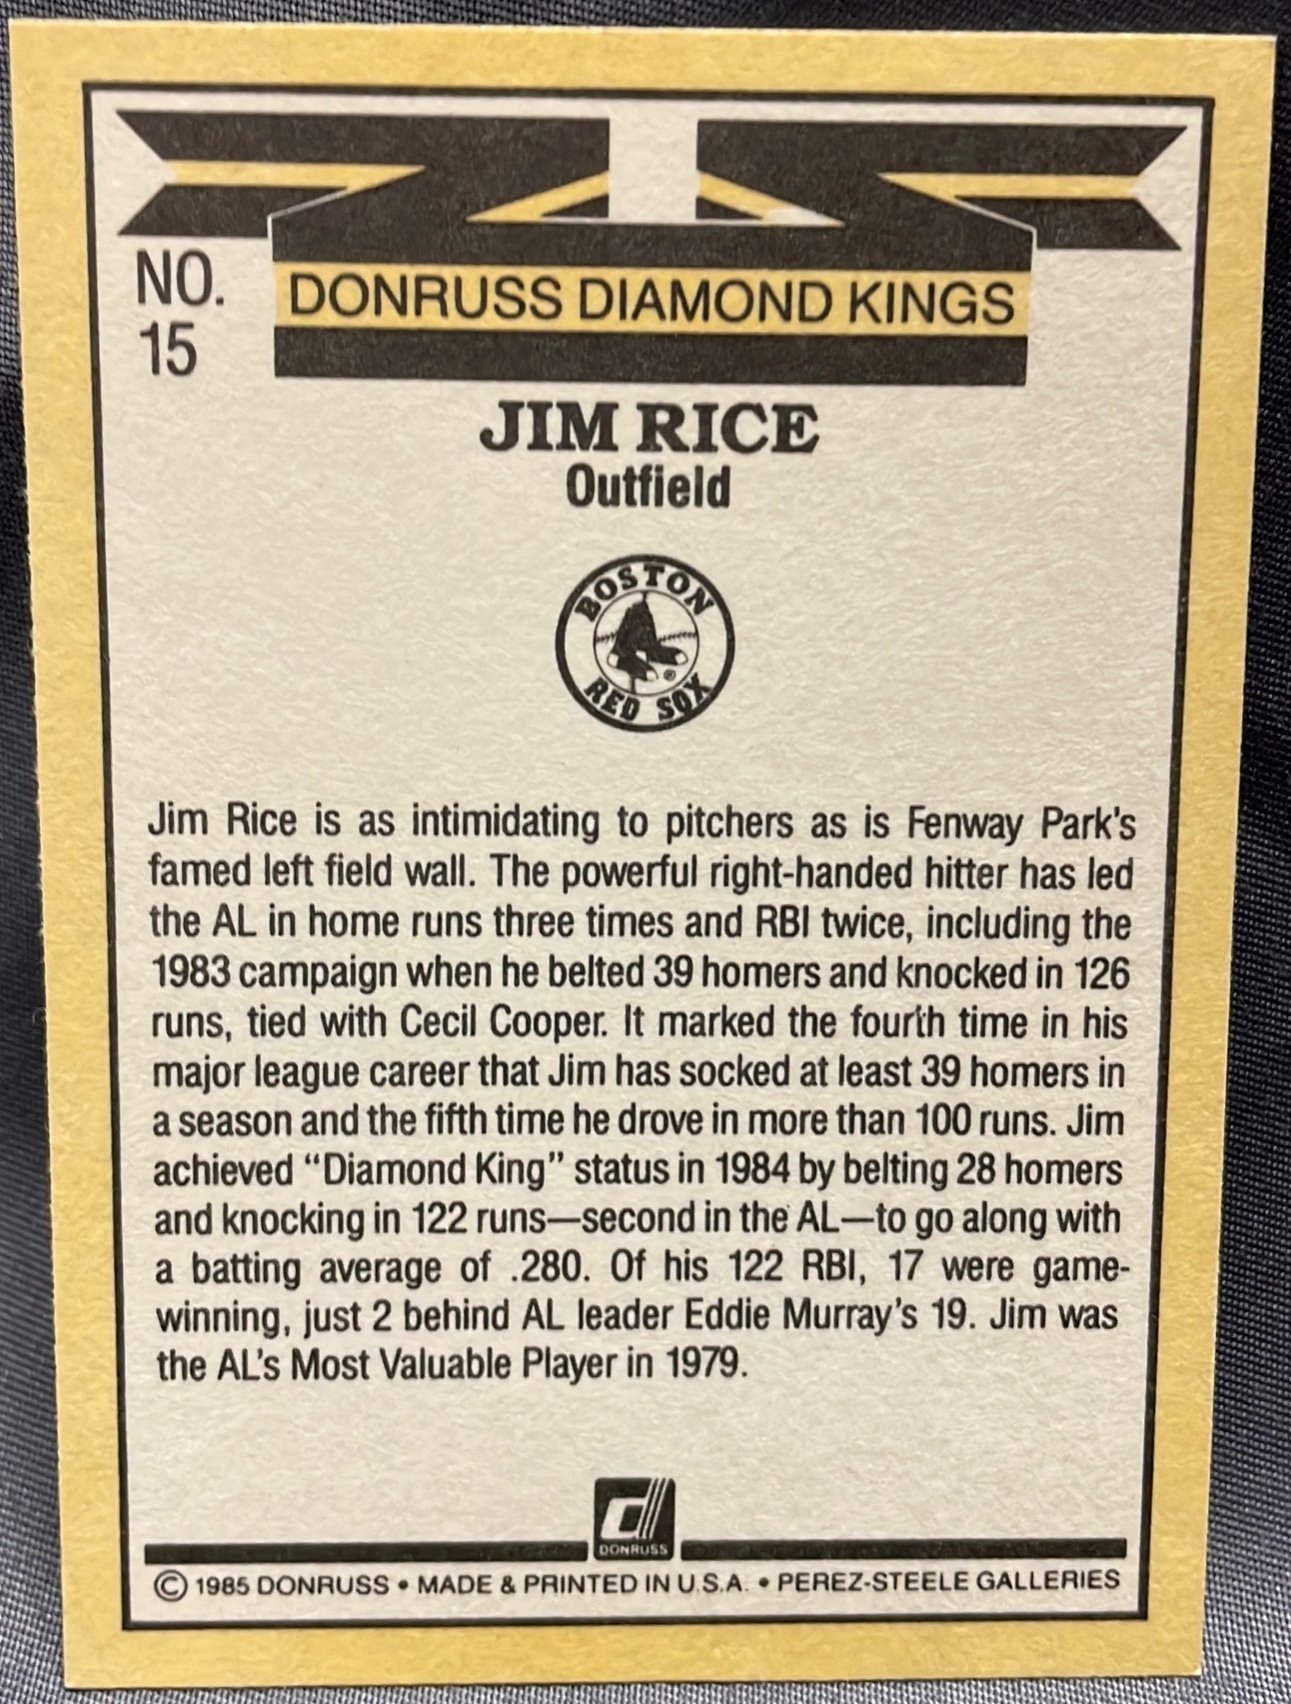 NO.
15
DONRUSS DIAMOND KINGS
JIM RICE
Outfield
BOSTON
RED SOX
®
Jim Rice is as intimidating to pitchers as is Fenway Park's
famed left field wall. The powerful right-handed hitter has led
the AL in home runs three times and RBI twice, including the
1983 campaign when he belted 39 homers and knocked in 126
runs, tied with Cecil Cooper. It marked the fourth time in his
major league career that Jim has socked at least 39 homers in
a season and the fifth time he drove in more than 100 runs. Jim
achieved “Diamond King” status in 1984 by belting 28 homers
and knocking in 122 runs—second in the AL—to go along with
a batting average of .280. Of his 122 RBI, 17 were game-
winning, just 2 behind AL leader Eddie Murray's 19. Jim was
the AL's Most Valuable Player in 1979.
d
DONRUSS
© 1985 DONRUSS • MADE & PRINTED IN U.S.A. • PEREZ-STEELE GALLERIES